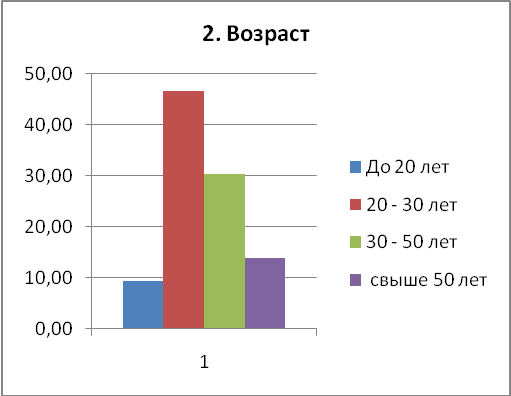 2. Возраст
50,00
40,00
30,00
20,00
10,00
0,00
1
До 20 лет
20 - 30 лет
30 - 50 лет
свыше 50 лет